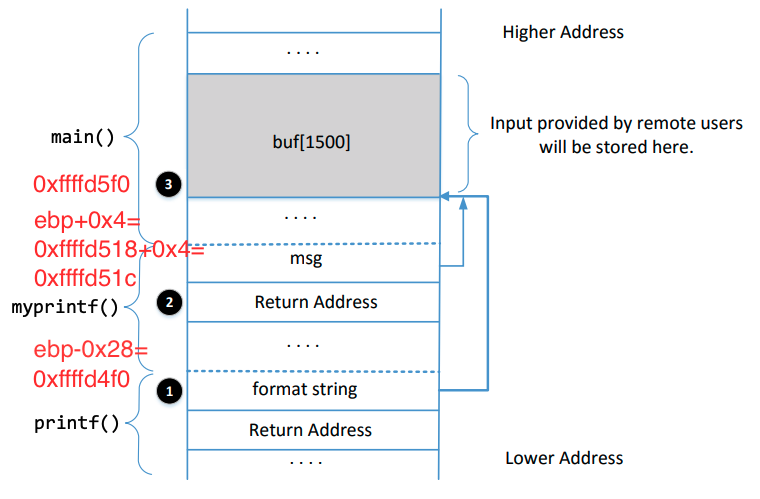 Higher Address
. . . .
main()
buf[1500]
Input provided by remote users
will be stored here.
0xffffd5f0
3
ebp+0x4=
. . . .
0xffffd518+0x4=
msg
0xffffd51c
myprintf()
2
Return Address
ebp-0x28=
. . . .
0xffffd4f0
1
format string
printf()
Return Address
. . . .
Lower Address